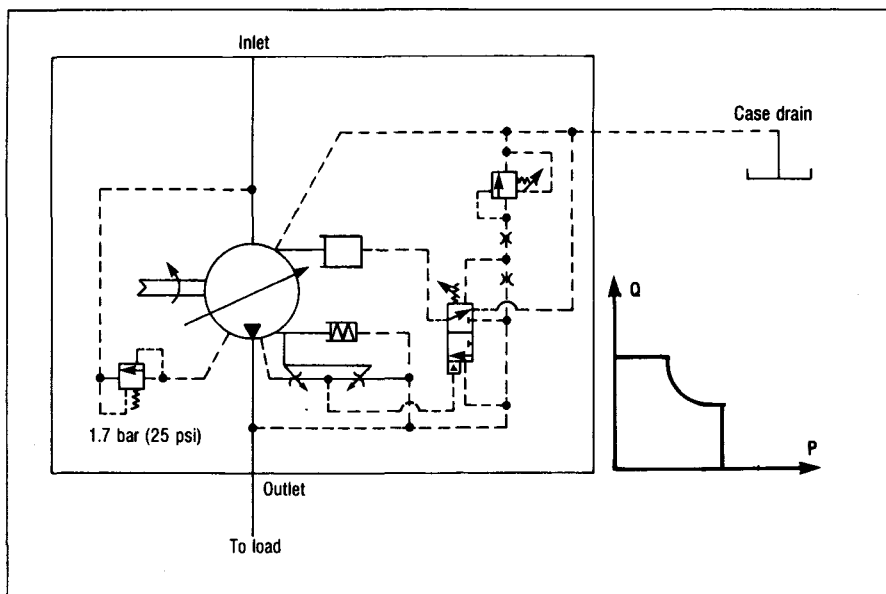 Inlet
Case drain
Q
1.7 bar (25 psi)
P
Outlet
To load